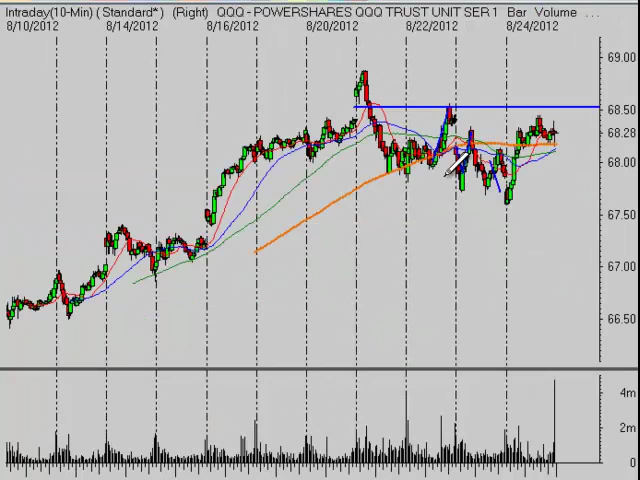 Intraday(10-Min) ( Standard* ) (Right) QQQ - POWERSHARES QQQ TRUST UNIT SER 1 Bar Volume ...
8/10/2012 8/14/2012 8/16/2012 8/20/2012 8/22/2012 8/24/2012
69.00
68.50
68.28
68.00
67.50
67.00
66.50
4m
2m
0